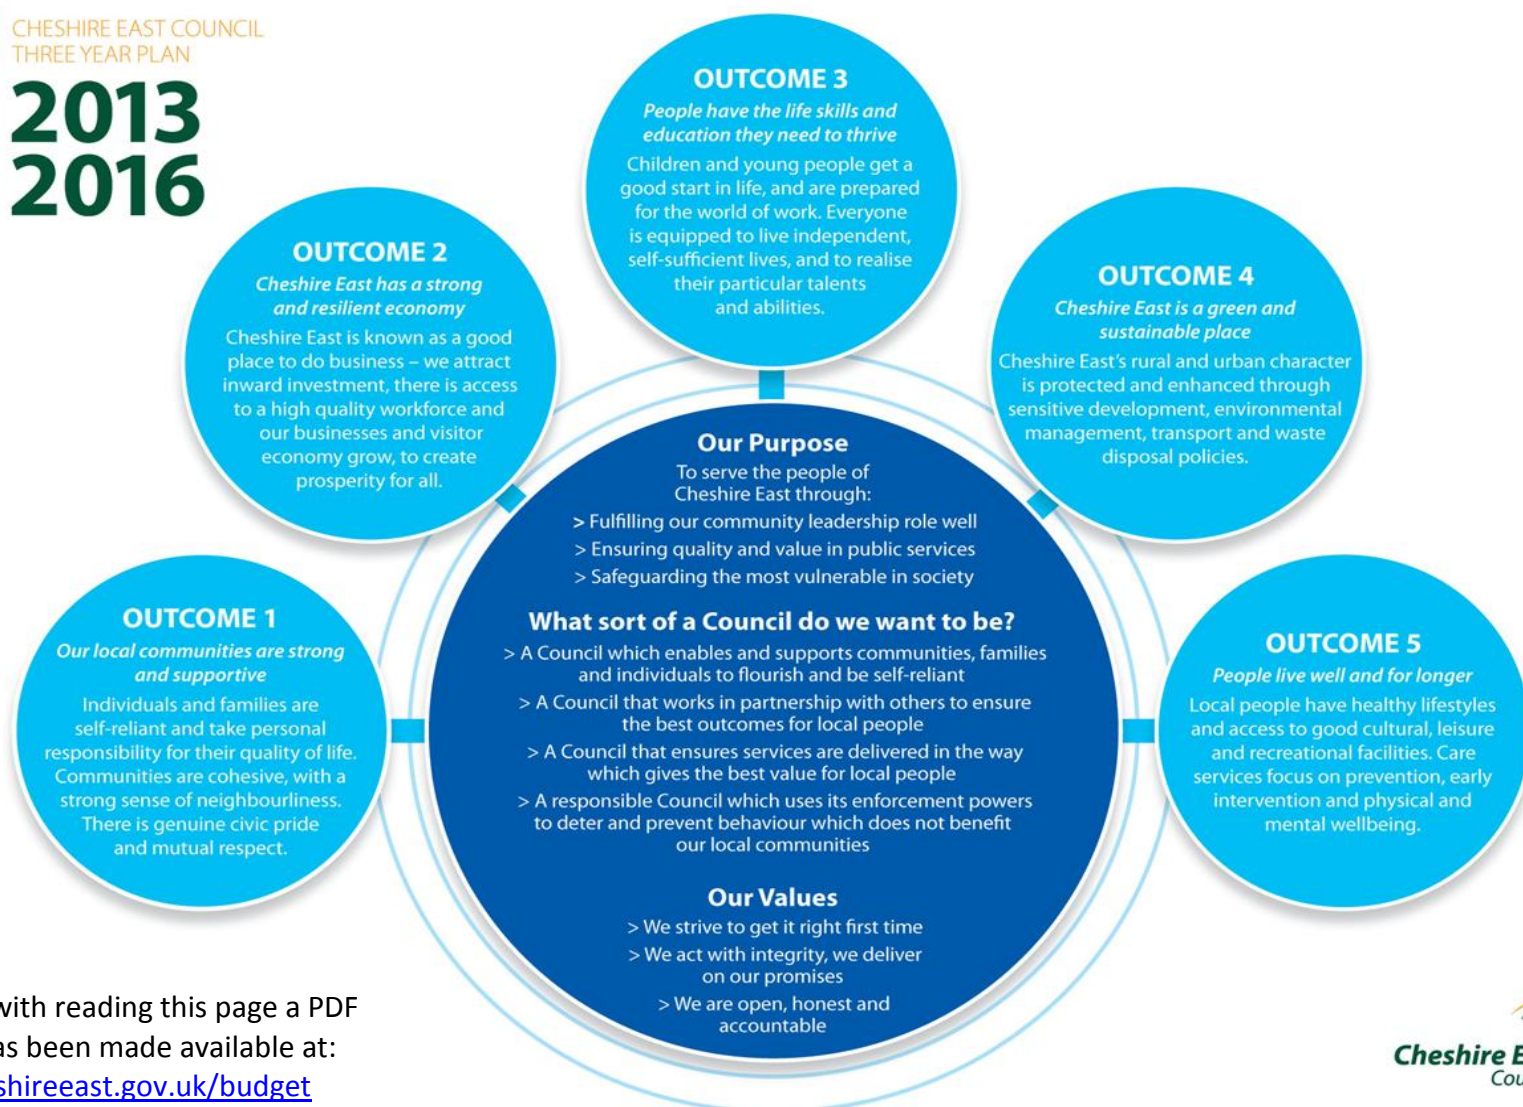 CHESHIRE EAST COUNCIL
THREE YEAR PLAN
2013
2016
OUTCOME 1
Our local communities are strong
and supportive
Individuals and families are
self-reliant and take personal
responsibility for their quality of life.
Communities are cohesive, with a
strong sense of neighbourliness.
There is genuine civic pride
and mutual respect.
OUTCOME 2
Cheshire East has a strong
and resilient economy
Cheshire East is known as a good
place to do business – we attract
inward investment, there is access
to a high quality workforce and
our businesses and visitor
economy grow, to create
prosperity for all.
OUTCOME 3
People have the life skills and
education they need to thrive
Children and young people get a
good start in life, and are prepared
for the world of work. Everyone
is equipped to live independent,
self-sufficient lives, and to realise
their particular talents
and abilities.
OUTCOME 4
Cheshire East is a green and
sustainable place
Cheshire East's rural and urban character
is protected and enhanced through
sensitive development, environmental
management, transport and waste
disposal policies.
OUTCOME 5
People live well and for longer
Local people have healthy lifestyles
and access to good cultural, leisure
and recreational facilities. Care
services focus on prevention, early
intervention and physical and
mental wellbeing.
Our Purpose
To serve the people of
Cheshire East through:
> Fulfilling our community leadership role well
> Ensuring quality and value in public services
> Safeguarding the most vulnerable in society
What sort of a Council do we want to be?
> A Council which enables and supports communities, families
and individuals to flourish and be self-reliant
> A Council that works in partnership with others to ensure
the best outcomes for local people
> A Council that ensures services are delivered in the way
which gives the best value for local people
> A responsible Council which uses its enforcement powers
to deter and prevent behaviour which does not benefit
our local communities
Our Values
> We strive to get it right first time
> We act with integrity, we deliver
on our promises
> We are open, honest and
accountable
with reading this page a PDF
as been made available at:
shireeast.gov.uk/budget
Cheshire E
Cou